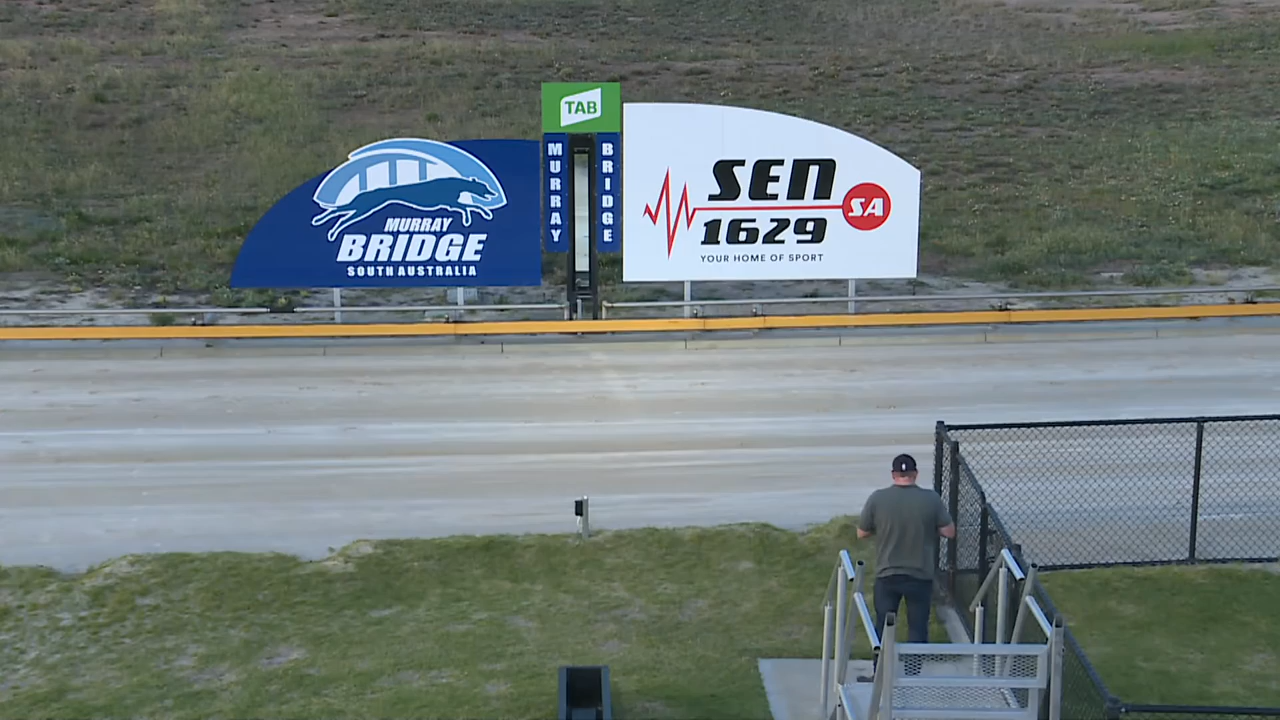 TAB
MURRAY
BRIDGE
MURRAY
BRIDGE
SOUTH AUSTRALIA
SEN
SA
1629
YOUR HOME OF SPORT